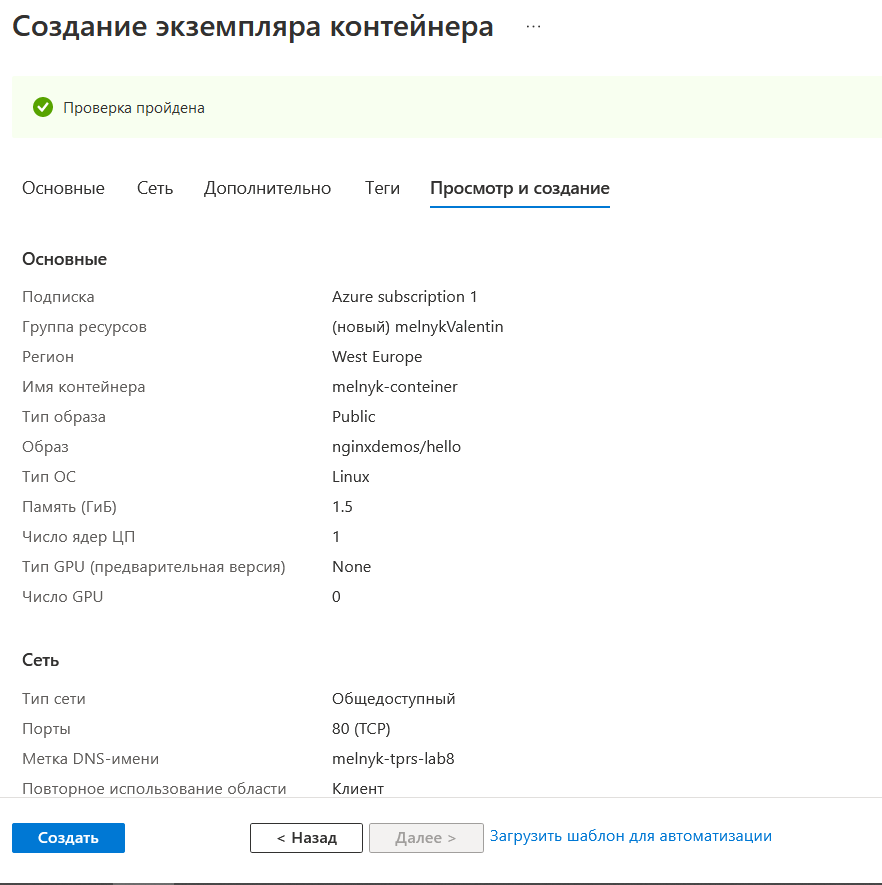 Создание экземпляра контейнера ...
Проверка пройдена
Основные Сеть Дополнительно Теги Просмотр и создание
Основные
Подписка Azure subscription 1
Группа ресурсов (новый) melnykValentin
Регион West Europe
Имя контейнера melnyk-conteiner
Тип образа Public
Образ nginxdemos/hello
Тип ОС Linux
Память (ГиБ) 1.5
Число ядер ЦП 1
Тип GPU (предварительная версия) None
Число GPU 0
Сеть
Тип сети Общедоступный
Порты 80 (TCP)
Метка DNS-имени melnyk-tprs-lab8
Повторное использование области Клиент
Создать < Назад Далее > Загрузить шаблон для автоматизации